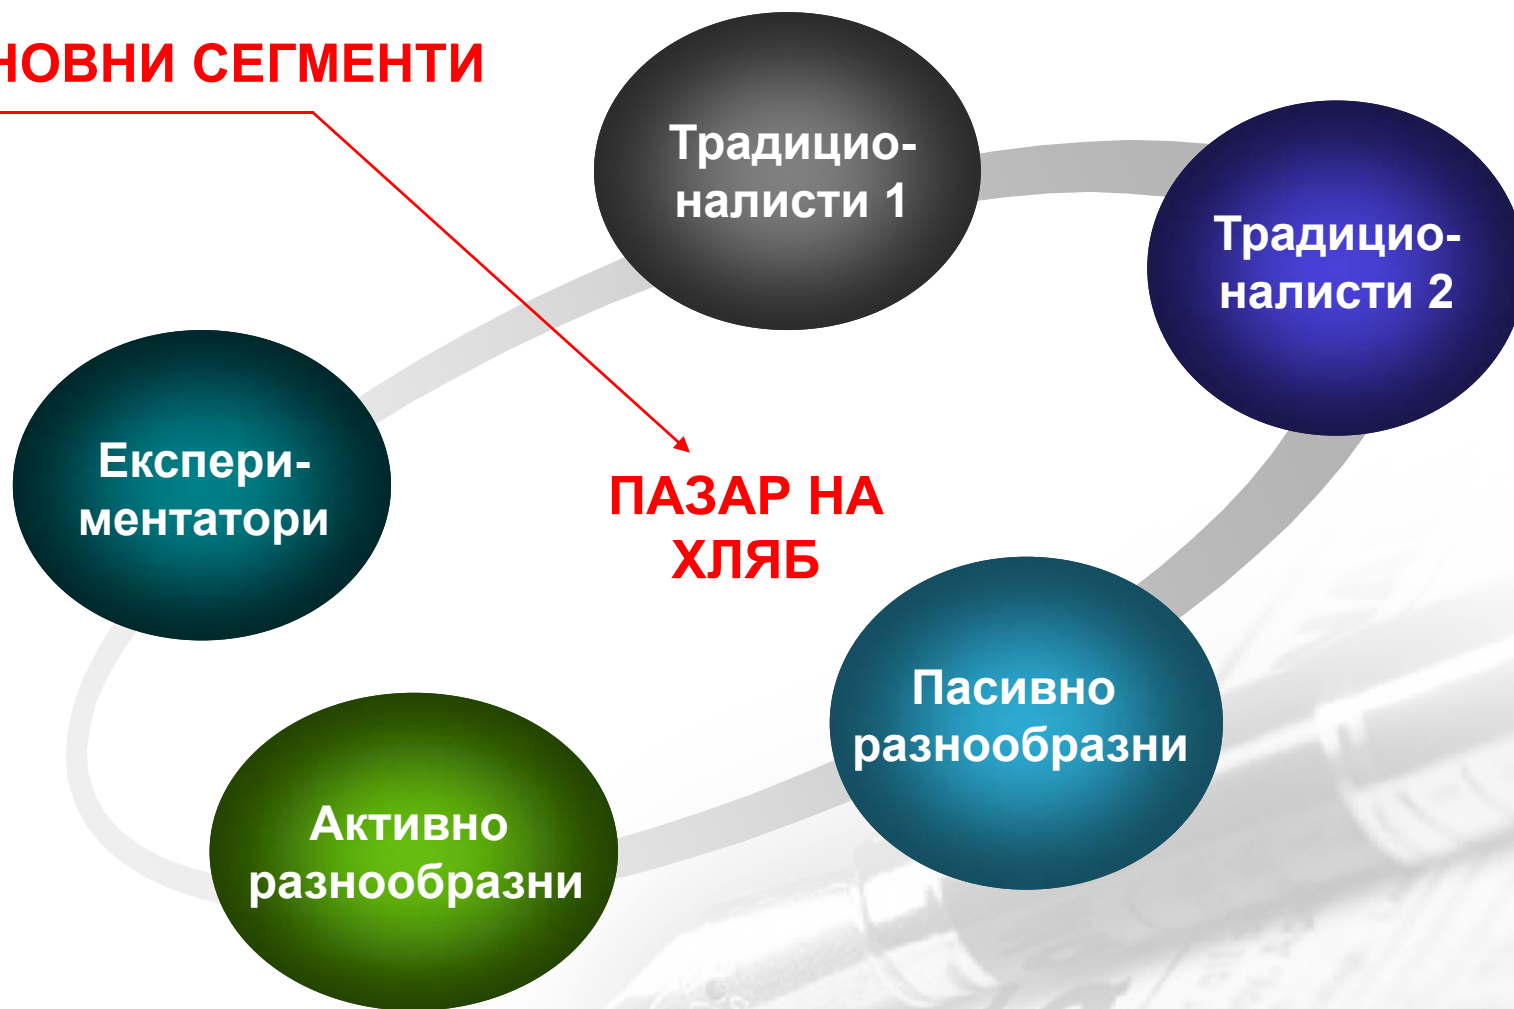 НОВНИ СЕГМЕНТИ
Традицио-
налисти 1
Традицио-
налисти 2
Експери-
ментатори
ПАЗАР НА
ХЛЯБ
Пасивно
разнообразни
Активно
разнообразни